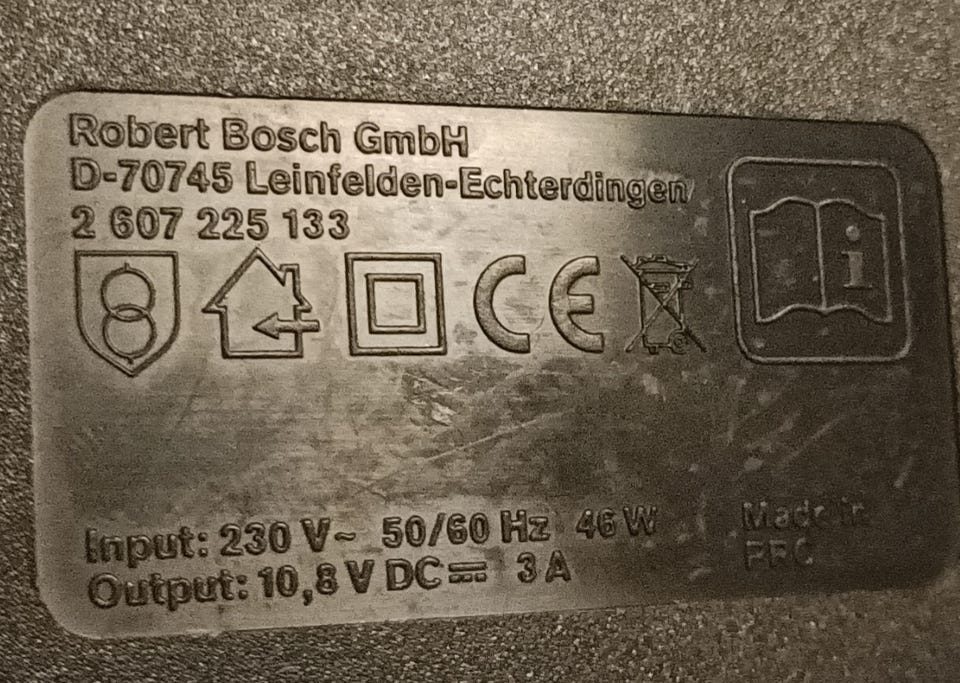 Robert Bosch GmbH
D-70745 Leinfelden-Echterdingen
2 607 225 133
CE
i
Input: 230 V~ 50/60 Hz 46 W
Output: 10,8 V DC⎓ 3 A
Made in
PRC